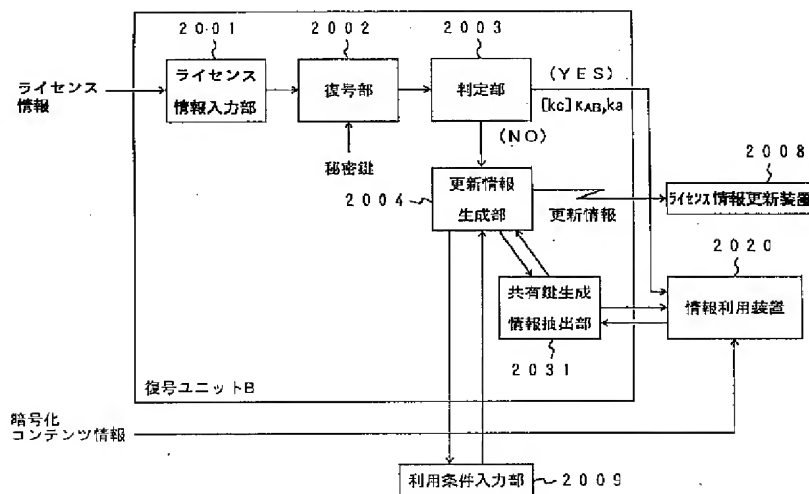 2001
2002
2003
ライセンス
情報
ライセンス
情報入力部
復号部
判定部
(YES)
[kc]KAB,ka
秘密鍵
(NO)
2008
2004
更新情報
生成部
更新情報
ライセンス情報更新装置
2020
共有鍵生成
情報抽出部
情報利用装置
2031
復号ユニットB
暗号化
コンテンツ情報
利用条件入力部
2009